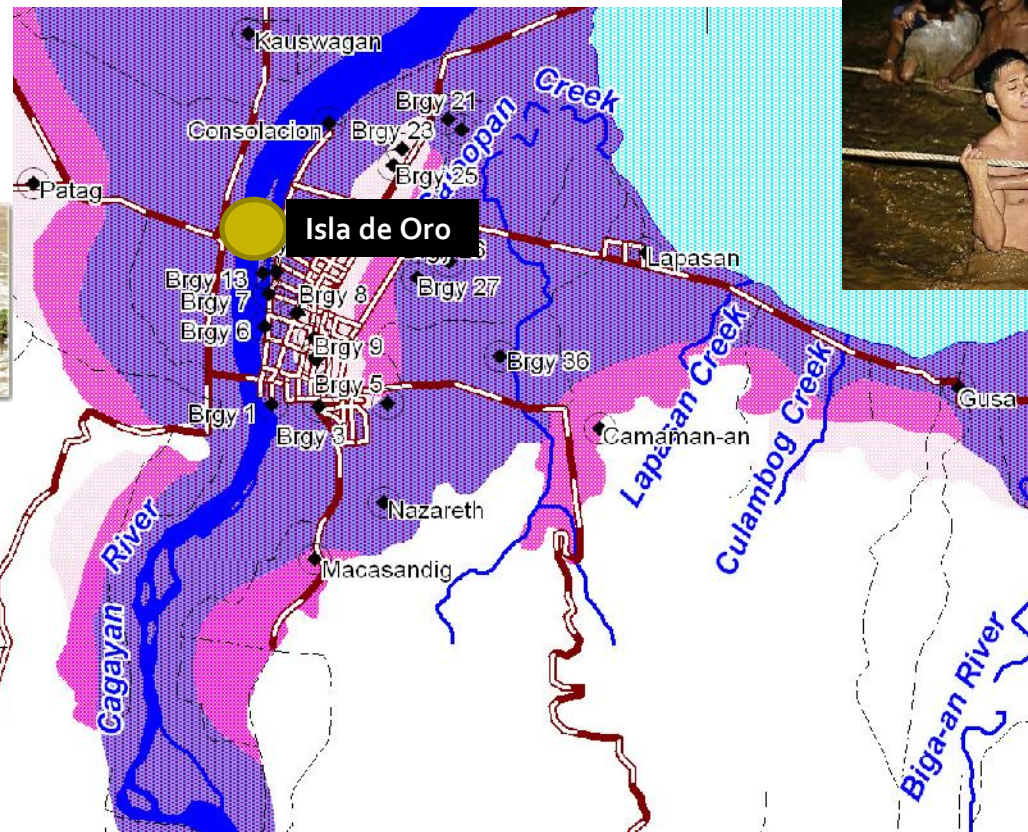 Kauswagan
Creek
Brgy 21
Consolacion
Brgy 23
Patag
Brgy 25
Isla de Oro
Lapasan
Brgy 13
Brgy 27
Brgy 7
Brgy 8
Brgy 6
Brgy 9
Brgy 36
Brgy 5
Gusa
Brgy 1
Brgy 3
Camaman-an
Lapasan Creek
Culambog Creek
Nazareth
Cagayan River
Macasandig
Biga-an River